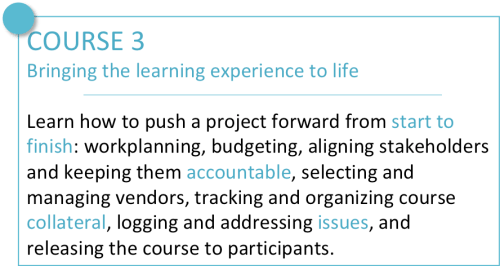 COURSE 3
Bringing the learning experience to life
Learn how to push a project forward from start to
finish: workplanning, budgeting, aligning stakeholders
and keeping them accountable, selecting and
managing vendors, tracking and organizing course
collateral, logging and addressing issues, and
releasing the course to participants.